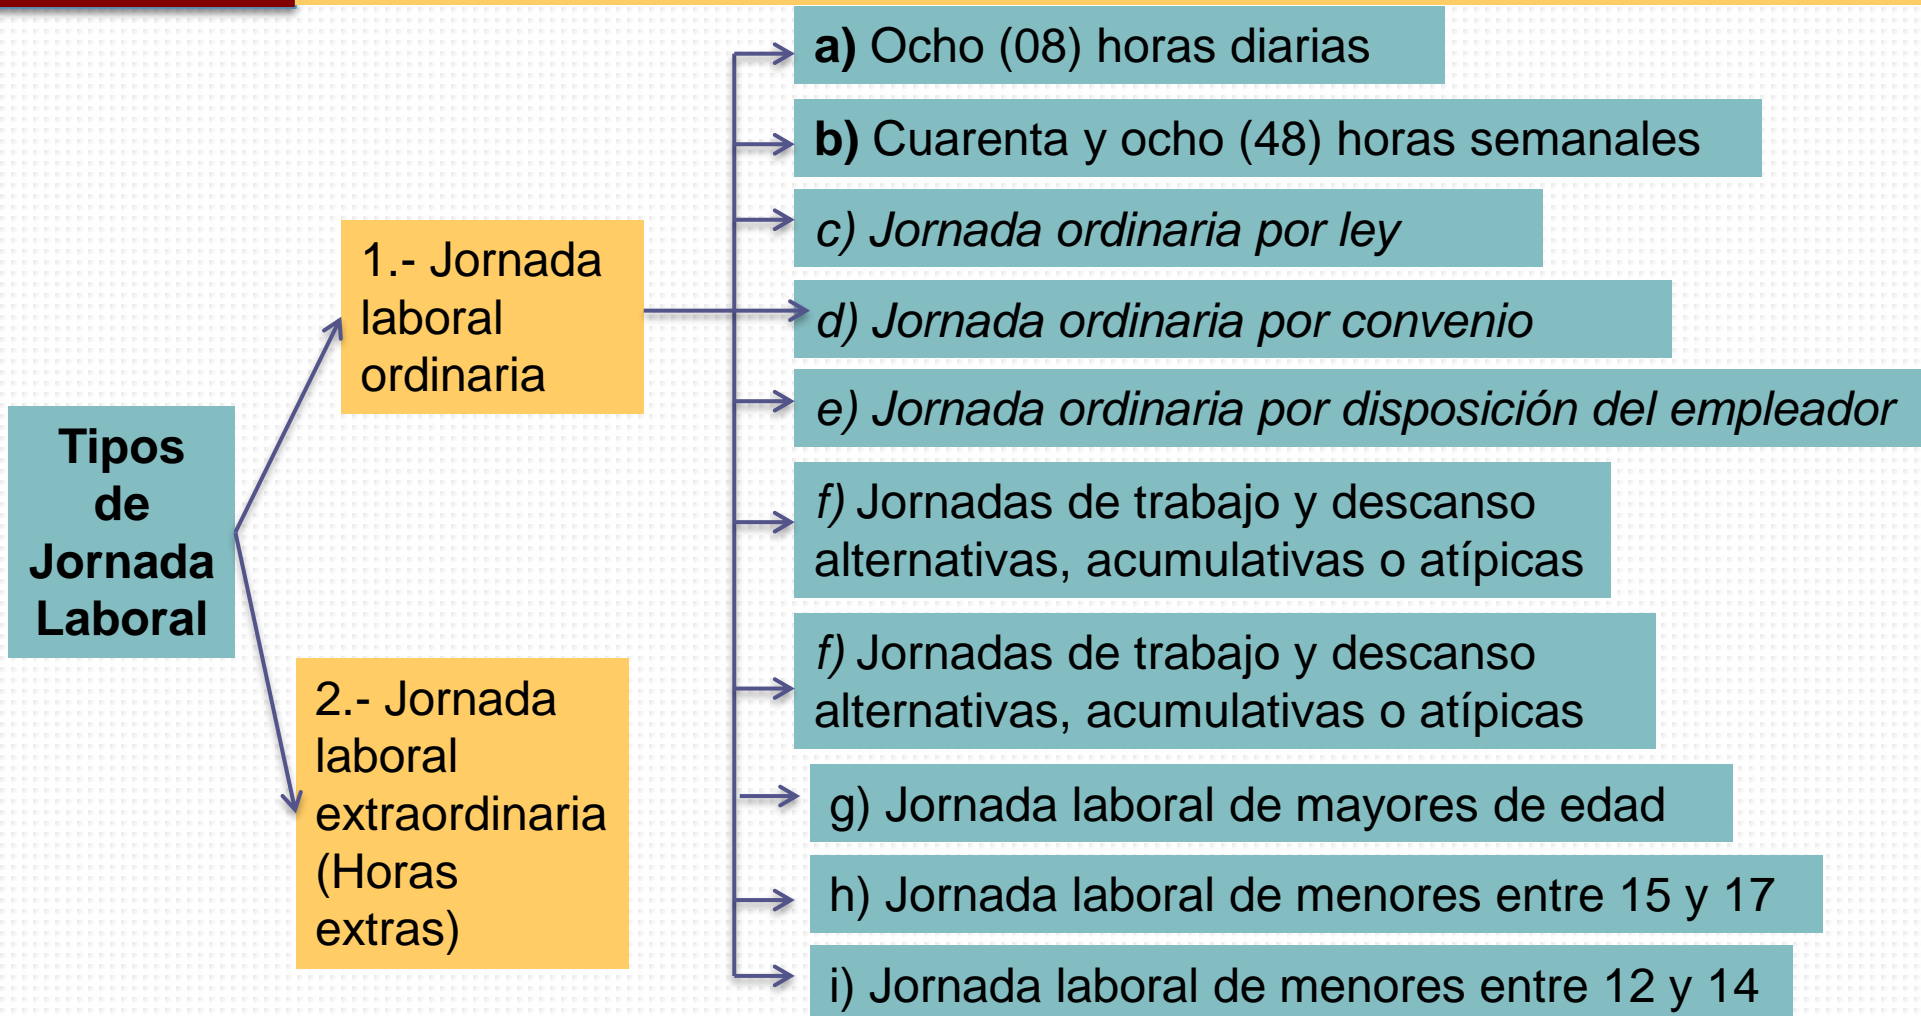 Tipos
de
Jornada
Laboral
1.- Jornada
laboral
ordinaria
2.- Jornada
laboral
extraordinaria
(Horas
extras)
a) Ocho (08) horas diarias
b) Cuarenta y ocho (48) horas semanales
c) Jornada ordinaria por ley
d) Jornada ordinaria por convenio
e) Jornada ordinaria por disposición del empleador
f) Jornadas de trabajo y descanso
alternativas, acumulativas o atípicas
f) Jornadas de trabajo y descanso
alternativas, acumulativas o atípicas
g) Jornada laboral de mayores de edad
h) Jornada laboral de menores entre 15 y 17
i) Jornada laboral de menores entre 12 y 14